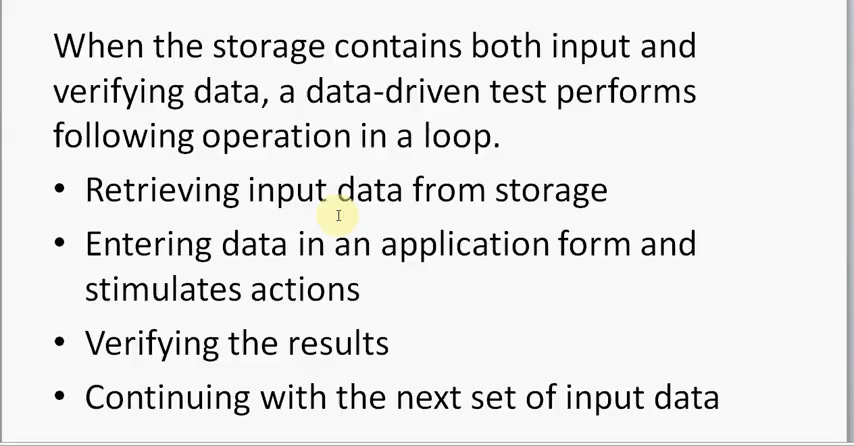 When the storage contains both input and
verifying data, a data-driven test performs
following operation in a loop.
• Retrieving input data from storage
• Entering data in an application form and
stimulates actions
• Verifying the results
• Continuing with the next set of input data